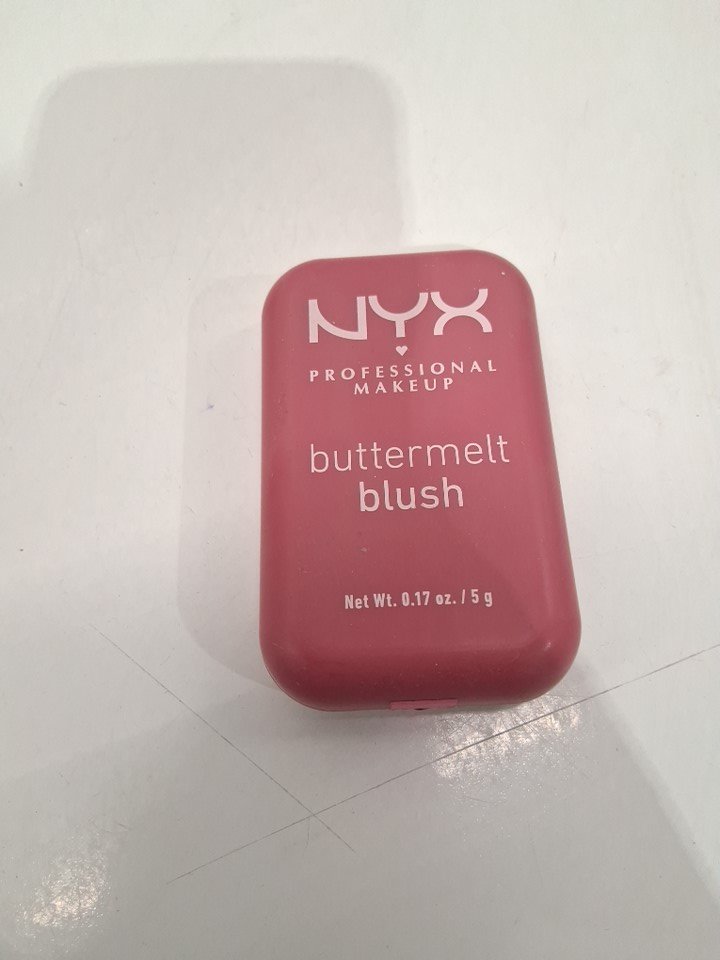 NYX
PROFESSIONAL
MAKEUP
buttermelt
blush
Net Wt. 0.17 oz. / 5 g